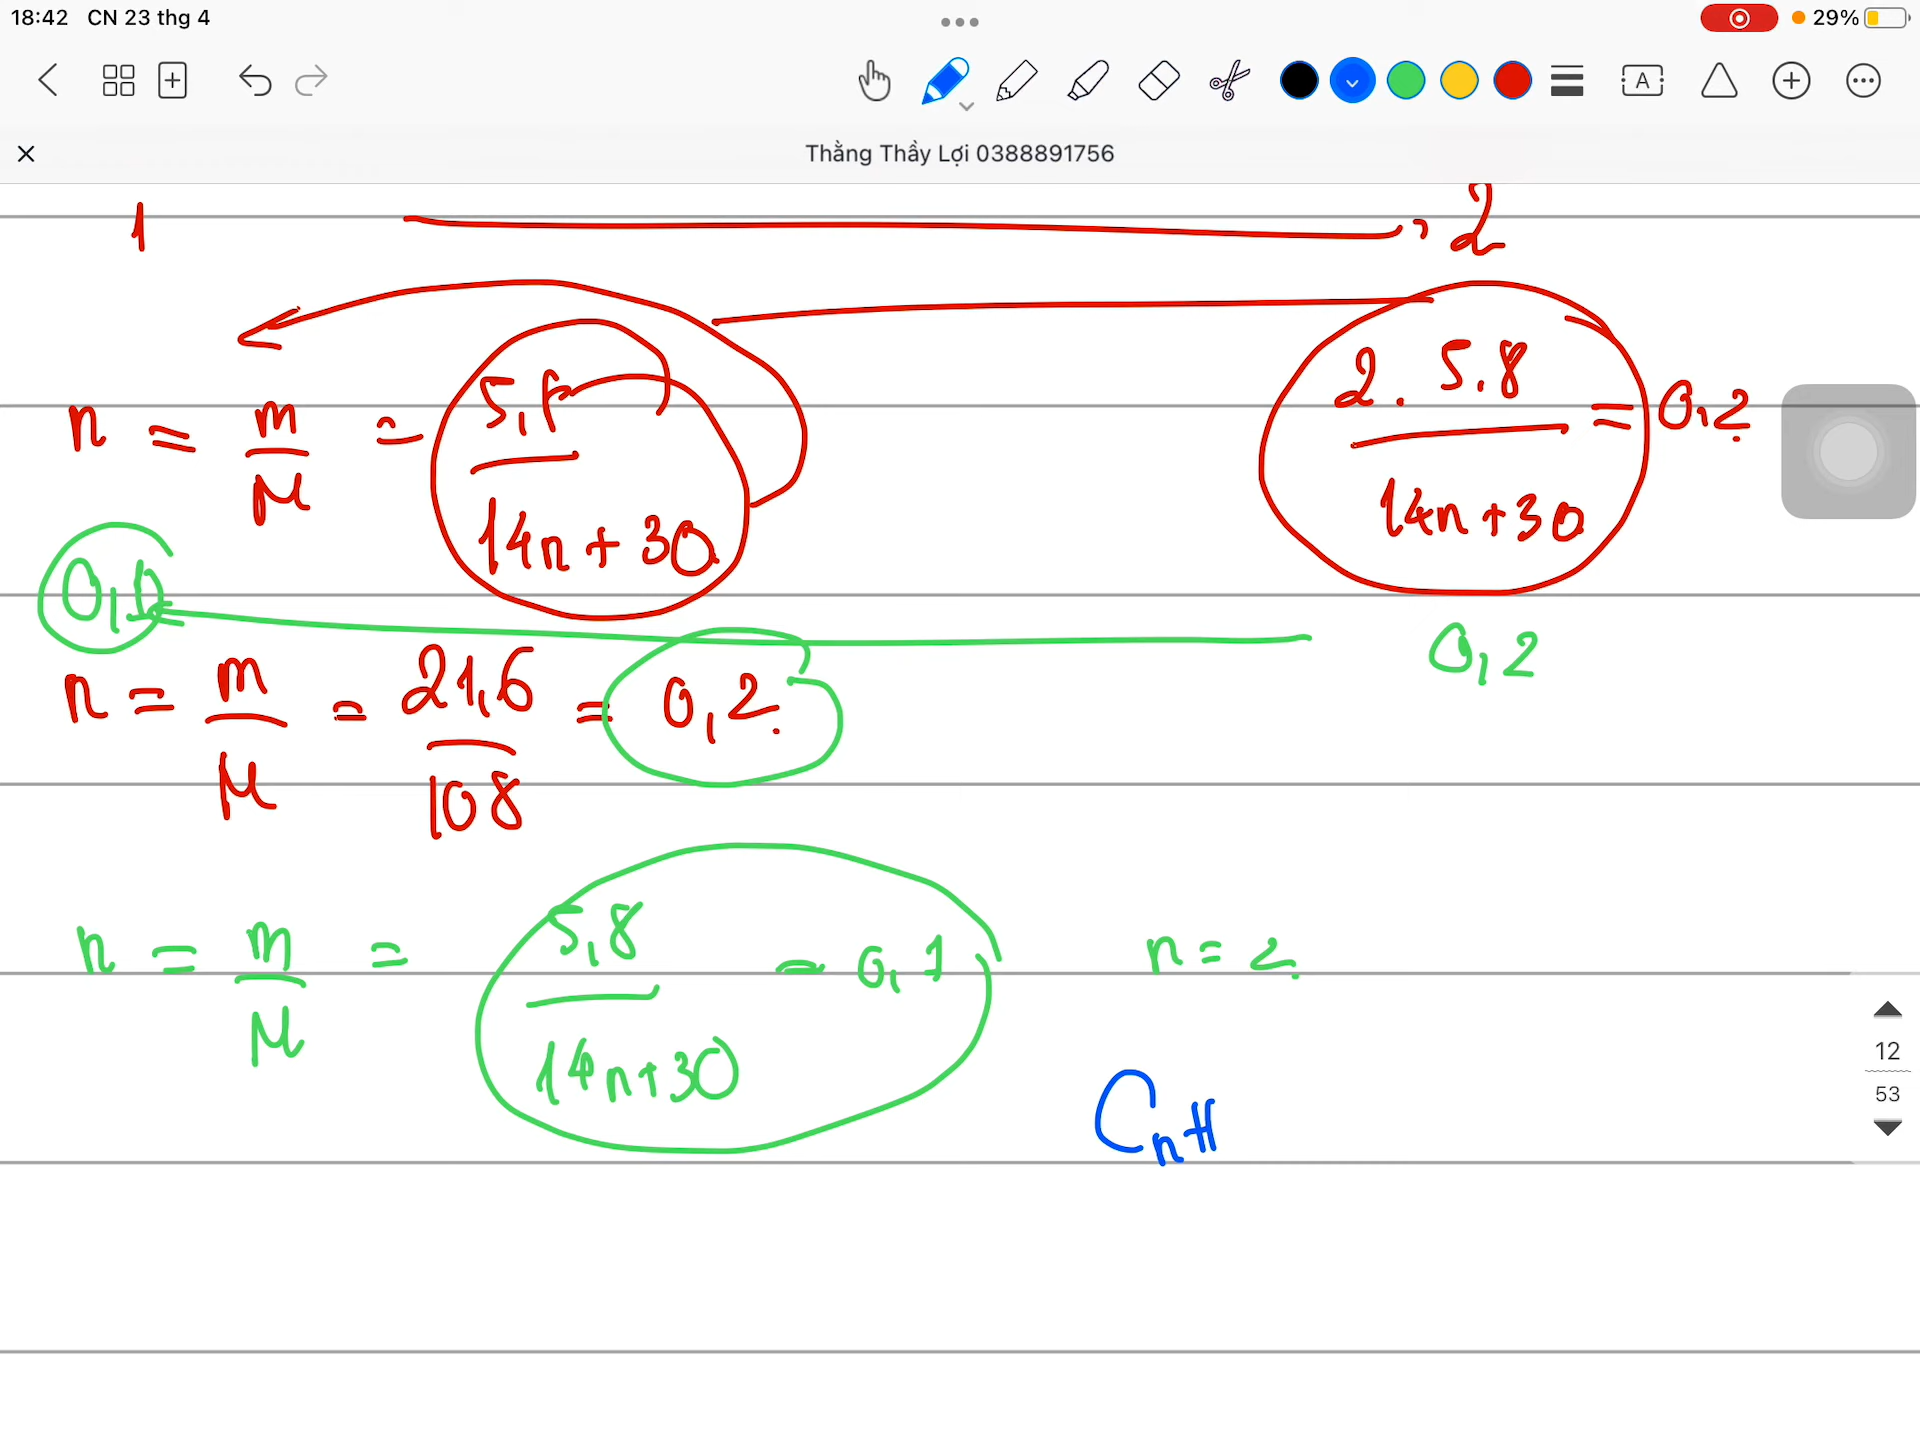 18:42 CN 23 thg 4
29%
A
Thằng Thầy Lợi 0388891756
1 2
n = m/M = 5,8/14n+30
2. 5,8/14n+30 = 0,2
0,1 0,2
n = m/M = 21,6/108 = 0,2
n = m/M = 5,8/14n+30 = 0,1 n = 2
CnH
12
53